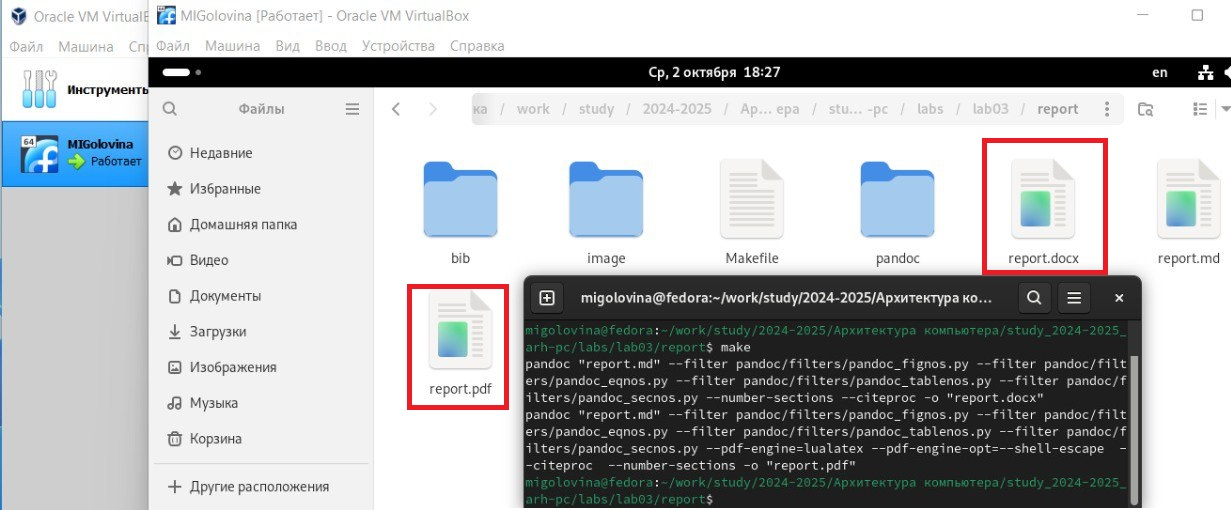 Oracle VM VirtualB
Файл Машина Спр
Инструменты
64
MIGolovina
Работает
MIGolovina [Работает] - Oracle VM VirtualBox
Файл Машина Вид Ввод Устройства Справка
Ср, 2 октября 18:27
en
Файлы
ка / work / study / 2024-2025 / Ар… ера / stu… -pc / labs / lab03 / report
Недавние
Избранные
Домашняя папка
Видео
Документы
Загрузки
Изображения
Музыка
Корзина
Другие расположения
bib
image
Makefile
pandoc
report.docx
report.md
report.pdf
migolovina@fedora:~/work/study/2024-2025/Архитектура ко…
migolovina@fedora:~/work/study/2024-2025/Архитектура компьютера/study_2024-2025_
arh-pc/labs/lab03/report$ make
pandoc "report.md" --filter pandoc/filters/pandoc_fignos.py --filter pandoc/filt
ers/pandoc_eqnos.py --filter pandoc/filters/pandoc_tablenos.py --filter pandoc/f
ilters/pandoc_secnos.py --number-sections --citeproc -o "report.docx"
pandoc "report.md" --filter pandoc/filters/pandoc_fignos.py --filter pandoc/filt
ers/pandoc_eqnos.py --filter pandoc/filters/pandoc_tablenos.py --filter pandoc/f
ilters/pandoc_secnos.py --pdf-engine=lualatex --pdf-engine-opt=--shell-escape -
-citeproc --number-sections -o "report.pdf"
migolovina@fedora:~/work/study/2024-2025/Архитектура компьютера/study_2024-2025_
arh-pc/labs/lab03/report$